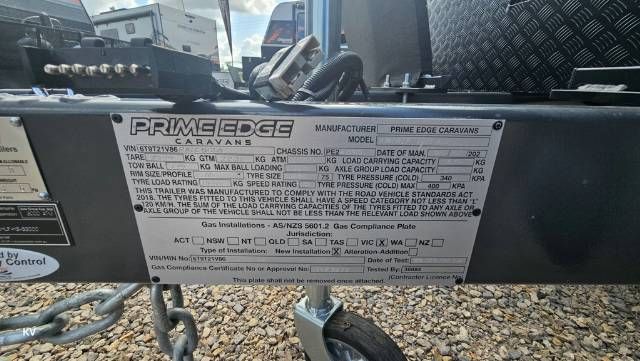 PRIME EDGE
CARAVANS
MANUFACTURER PRIME EDGE CARAVANS
MODEL
VIN 6T9T21V86 CHASSIS NO. PE2 DATE OF MAN. /202
TARE KG GTM KG ATM KG LOAD CARRYING CAPACITY KG
TOW BALL KG MAX BALL LOADING KG AXLE GROUP LOAD CAPACITY KG
RIM SIZE/PROFILE TYRE SIZE 75 TYRE PRESSURE (COLD) 340 KPA
TYRE LOAD RATING KG SPEED RATING TYRE PRESSURE (COLD) MAX 400 KPA
THIS TRAILER WAS MANUFACTURED TO COMPLY WITH THE ROAD VEHICLE STANDARDS ACT
2018. THE TYRES FITTED TO THIS VEHICLE SHALL HAVE A SPEED CATEGORY NOT LESS THAN 'L'
120 KM/H. THE SUM OF THE LOAD CAPACITIES OF THE TYRES FITTED TO ANY AXLE OR
AXLE GROUP OF THE VEHICLE SHALL NOT BE LESS THAN THE RELEVANT LOAD SHOWN
Gas Installations - AS/NZS 5601.2 Gas Compliance Plate
Jurisdiction:
ACT NSW NT QLD SA TAS VIC X WA NZ
Type of Installation: New Installation X Alteration-Addition
VIN/MIN No: 6T9T21V86 Date of Test:
Gas Compliance Certificate No or Approval No: Tested By:
This plate shall not be removed once attached. (Contractor Licence No)
Control
KV